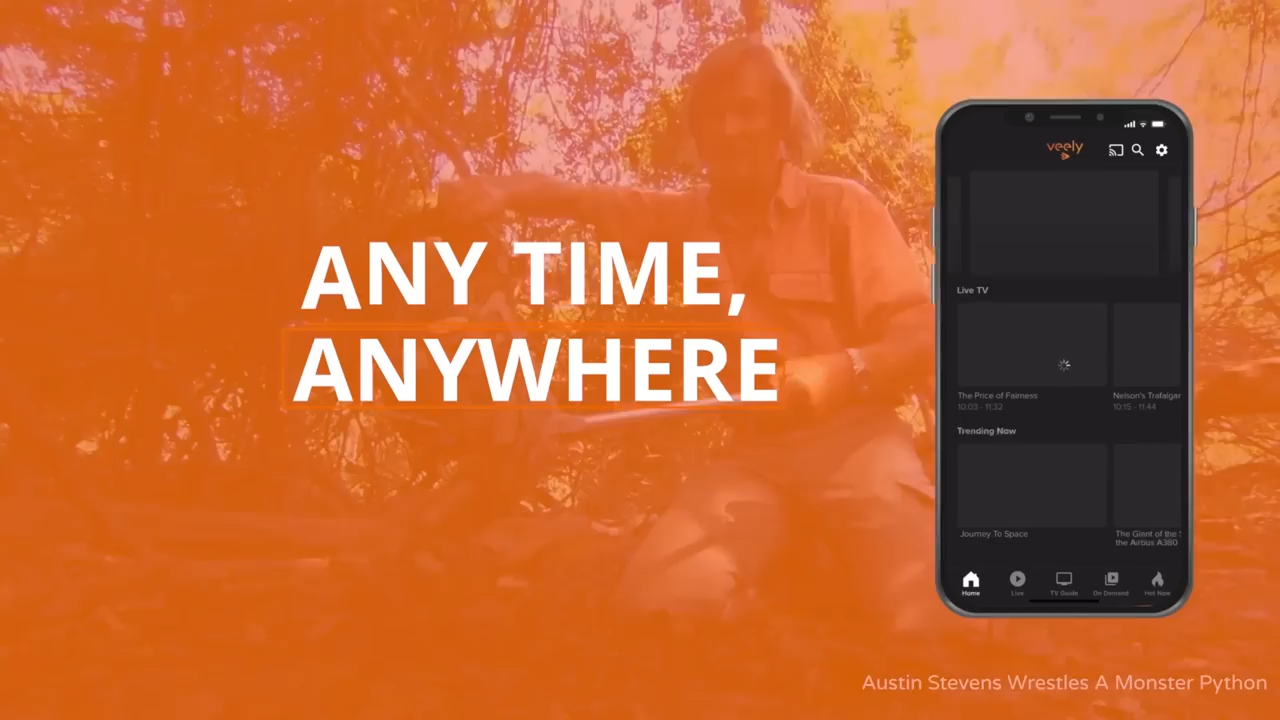 ANY TIME,
ANYWHERE
veely
Live TV
The Price of Fairness
10:03 - 11:32
Nelson's Trafalgar
10:15 - 11:44
Trending Now
Journey To Space
The Giant of the
the Airbus A380
Home
Live
TV Guide
On Demand
Hot Now
Austin Stevens Wrestles A Monster Python